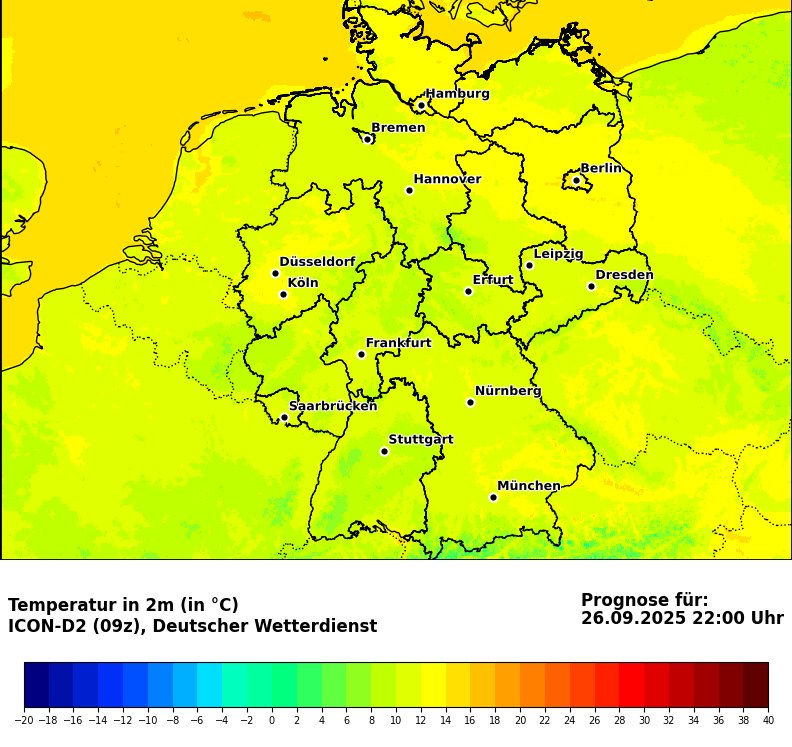 Hamburg
Bremen
Berlin
Hannover
Leipzig
Düsseldorf
Dresden
Köln
Erfurt
Frankfurt
Nürnberg
Saarbrücken
Stuttgart
München
Temperatur in 2m (in °C)
ICON-D2 (09z), Deutscher Wetterdienst
Prognose für:
26.09.2025 22:00 Uhr
−20 −18 −16 −14 −12 −10 −8 −6 −4 −2 0 2 4 6 8 10 12 14 16 18 20 22 24 26 28 30 32 34 36 38 40